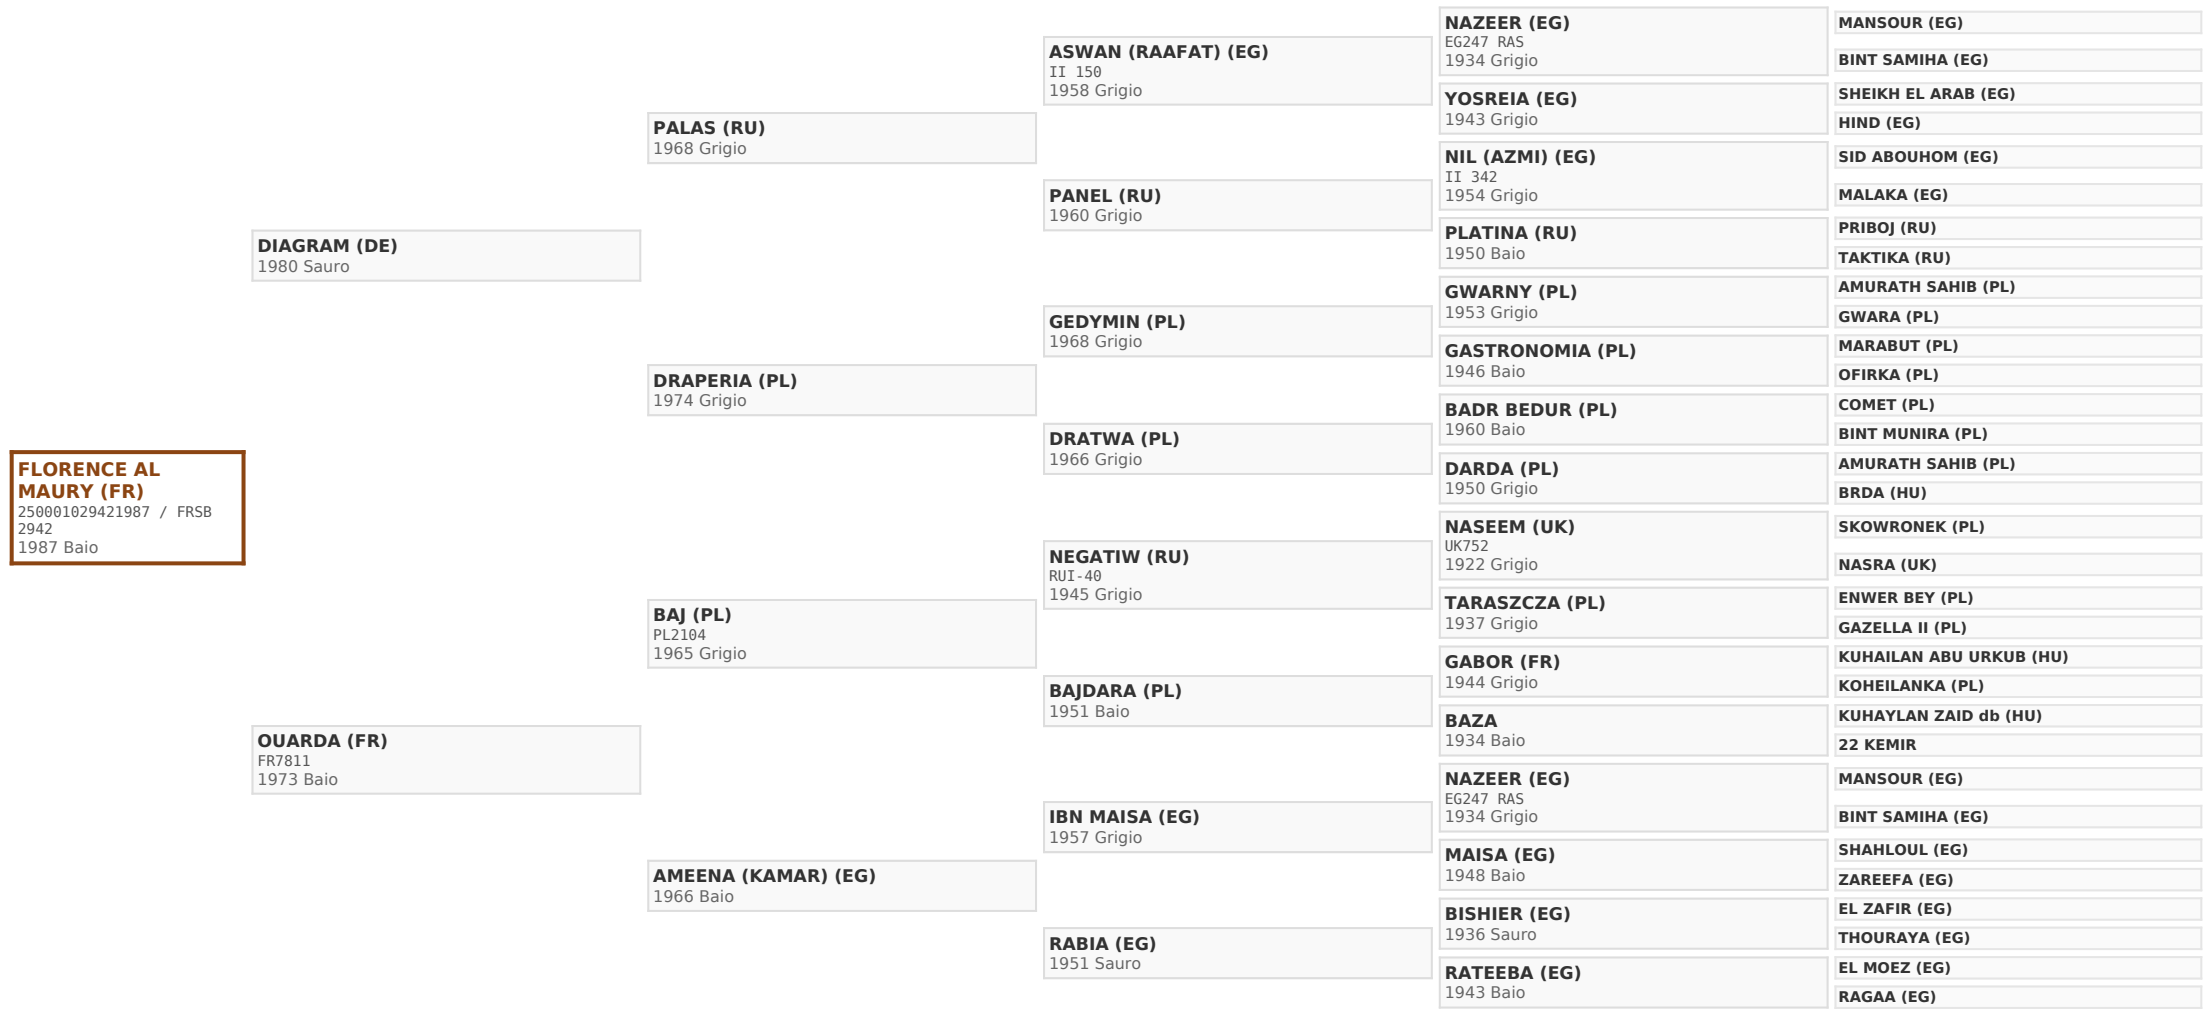 FLORENCE AL
MAURY (FR)
250001029421987 / FRSB
2942
1987 Baio
DIAGRAM (DE)
1980 Sauro
OUARDA (FR)
FR7811
1973 Baio
PALAS (RU)
1968 Grigio
DRAPERIA (PL)
1974 Grigio
BAJ (PL)
PL2104
1965 Grigio
AMEENA (KAMAR) (EG)
1966 Baio
ASWAN (RAAFAT) (EG)
II 150
1958 Grigio
PANEL (RU)
1960 Grigio
GEDYMIN (PL)
1968 Grigio
DRATWA (PL)
1966 Grigio
NEGATIW (RU)
RUI-40
1945 Grigio
BAJDARA (PL)
1951 Baio
IBN MAISA (EG)
1957 Grigio
RABIA (EG)
1951 Sauro
NAZEER (EG)
EG247 RAS
1934 Grigio
YOSREIA (EG)
1943 Grigio
NIL (AZMI) (EG)
II 342
1954 Grigio
PLATINA (RU)
1950 Baio
GWARNY (PL)
1953 Grigio
GASTRONOMIA (PL)
1946 Baio
BADR BEDUR (PL)
1960 Baio
DARDA (PL)
1950 Grigio
NASEEM (UK)
UK752
1922 Grigio
TARASZCZA (PL)
1937 Grigio
GABOR (FR)
1944 Grigio
BAZA
1934 Baio
NAZEER (EG)
EG247 RAS
1934 Grigio
MAISA (EG)
1948 Baio
BISHIER (EG)
1936 Sauro
RATEEBA (EG)
1943 Baio
MANSOUR (EG)
BINT SAMIHA (EG)
SHEIKH EL ARAB (EG)
HIND (EG)
SID ABOUHOM (EG)
MALAKA (EG)
PRIBOJ (RU)
TAKTIKA (RU)
AMURATH SAHIB (PL)
GWARA (PL)
MARABUT (PL)
OFIRKA (PL)
COMET (PL)
BINT MUNIRA (PL)
AMURATH SAHIB (PL)
BRDA (HU)
SKOWRONEK (PL)
NASRA (UK)
ENWER BEY (PL)
GAZELLA II (PL)
KUHAILAN ABU URKUB (HU)
KOHEILANKA (PL)
KUHAYLAN ZAID db (HU)
22 KEMIR
MANSOUR (EG)
BINT SAMIHA (EG)
SHAHLOUL (EG)
ZAREEFA (EG)
EL ZAFIR (EG)
THOURAYA (EG)
EL MOEZ (EG)
RAGAA (EG)